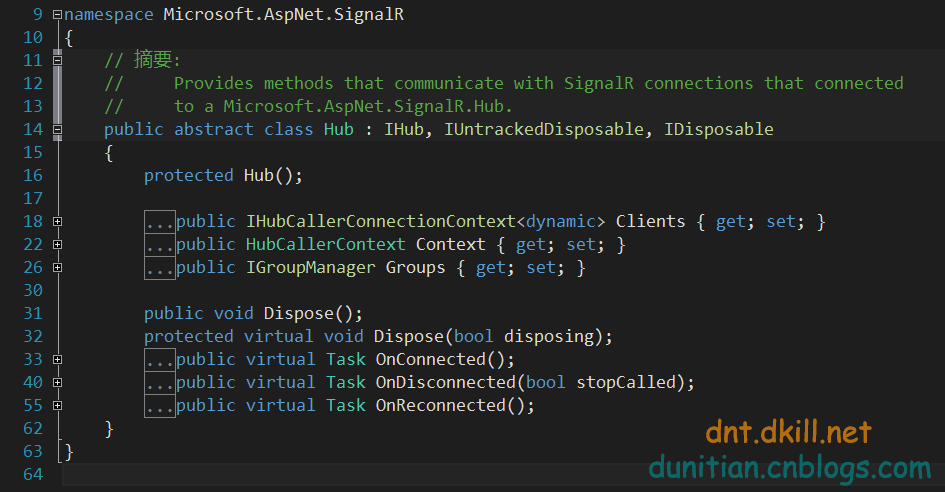 9 namespace Microsoft.AspNet.SignalR
10 {
11 // 摘要:
12 // Provides methods that communicate with SignalR connections that connected
13 // to a Microsoft.AspNet.SignalR.Hub.
14 public abstract class Hub : IHub, IUntrackedDisposable, IDisposable
15 {
16 protected Hub();
17
18 ...public IHubCallerConnectionContext<dynamic> Clients { get; set; }
22 ...public HubCallerContext Context { get; set; }
26 ...public IGroupManager Groups { get; set; }
30
31 public void Dispose();
32 protected virtual void Dispose(bool disposing);
33 ...public virtual Task OnConnected();
40 ...public virtual Task OnDisconnected(bool stopCalled);
55 ...public virtual Task OnReconnected();
62 }
63 }
64
dnt.dkill.net
dunitian.cnblogs.com